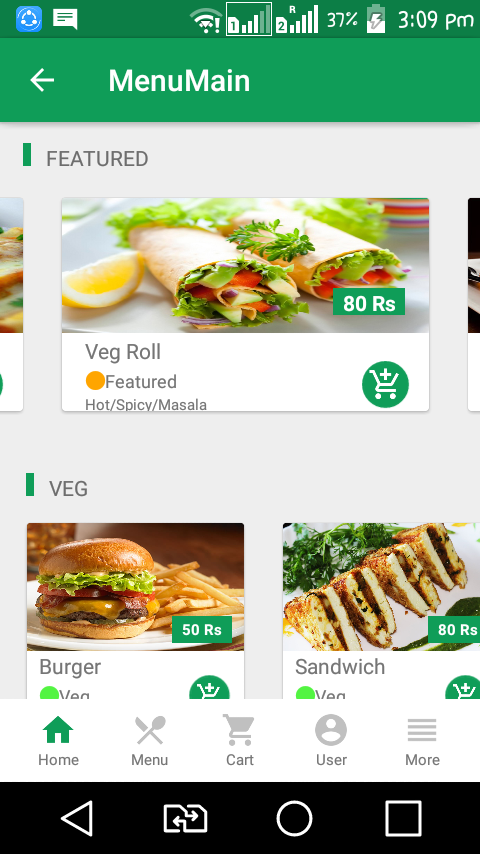 1 R 2 37% 3:09 pm
MenuMain
FEATURED
80 Rs
Veg Roll
Featured
Hot/Spicy/Masala
VEG
50 Rs
80 Rs
Burger
Sandwich
Veg
Veg
Home Menu Cart User More